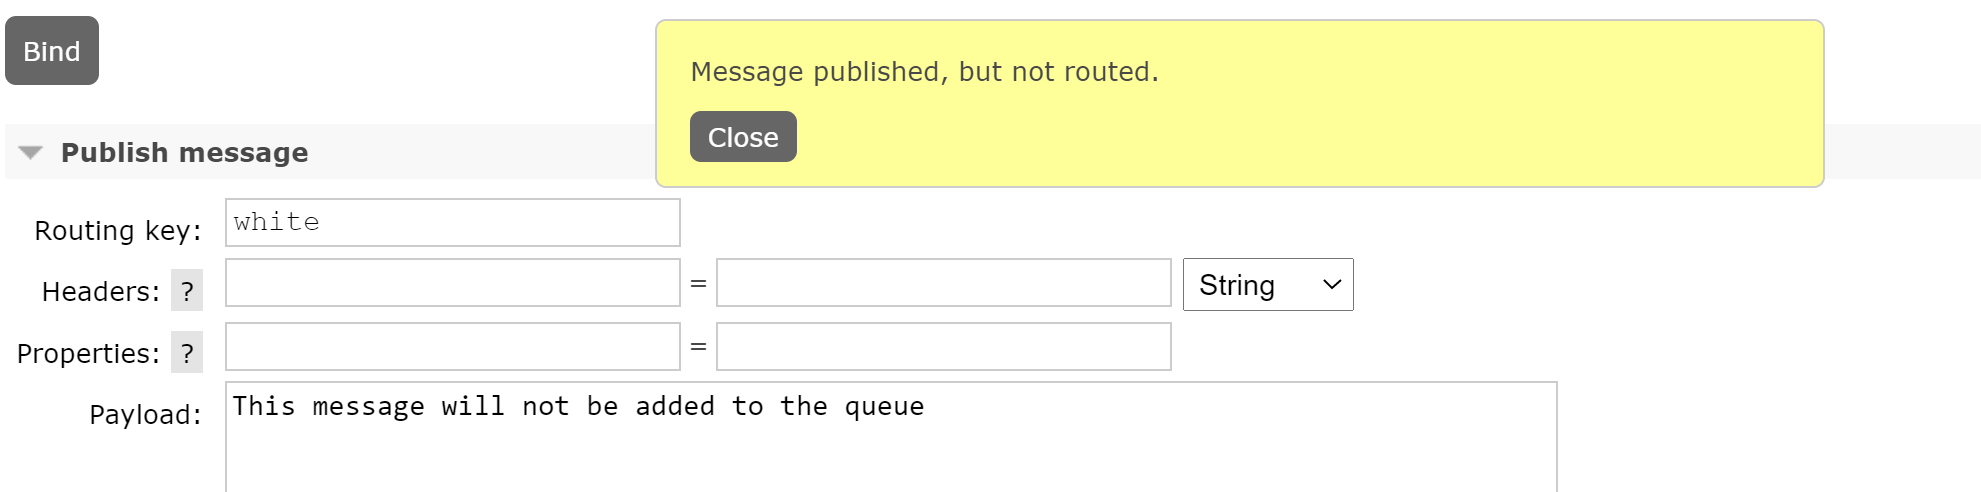 Bind
Message published, but not routed.
Close
Publish message
Routing key: white
Headers: ? = String
Properties: ? =
Payload: This message will not be added to the queue